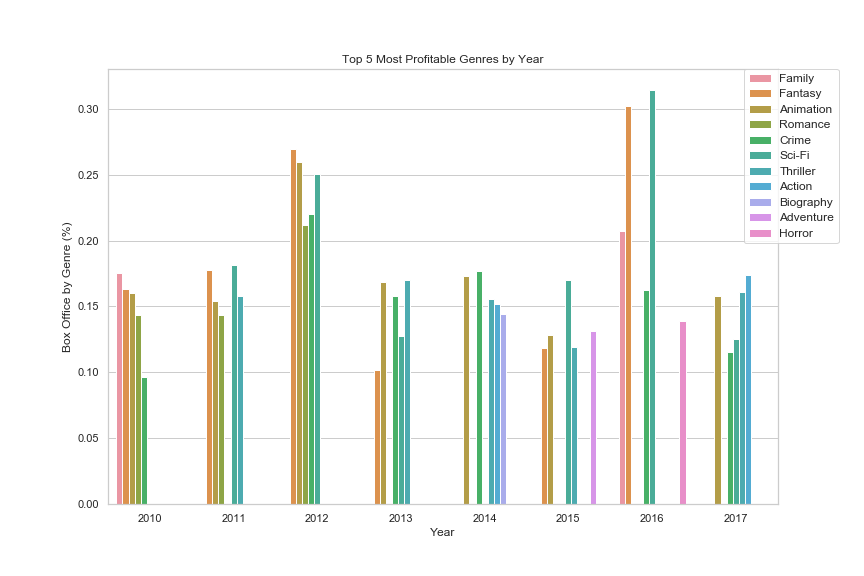 Top 5 Most Profitable Genres by Year
Family
Fantasy
Animation
Romance
Crime
Sci-Fi
Thriller
Action
Biography
Adventure
Horror
0.30
0.25
0.20
0.15
0.10
0.05
0.00
Box Office by Genre (%)
2010 2011 2012 2013 2014 2015 2016 2017
Year